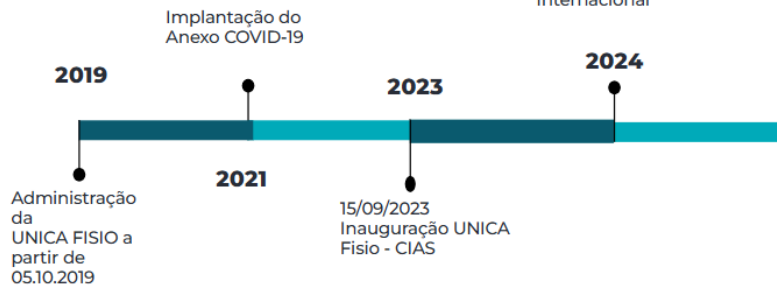 Internacional
Implantação do
Anexo COVID-19
2019
2024
2023
2021
Administração
da
UNICA FISIO a
partir de
05.10.2019
15/09/2023
Inauguração UNICA
Fisio - CIAS